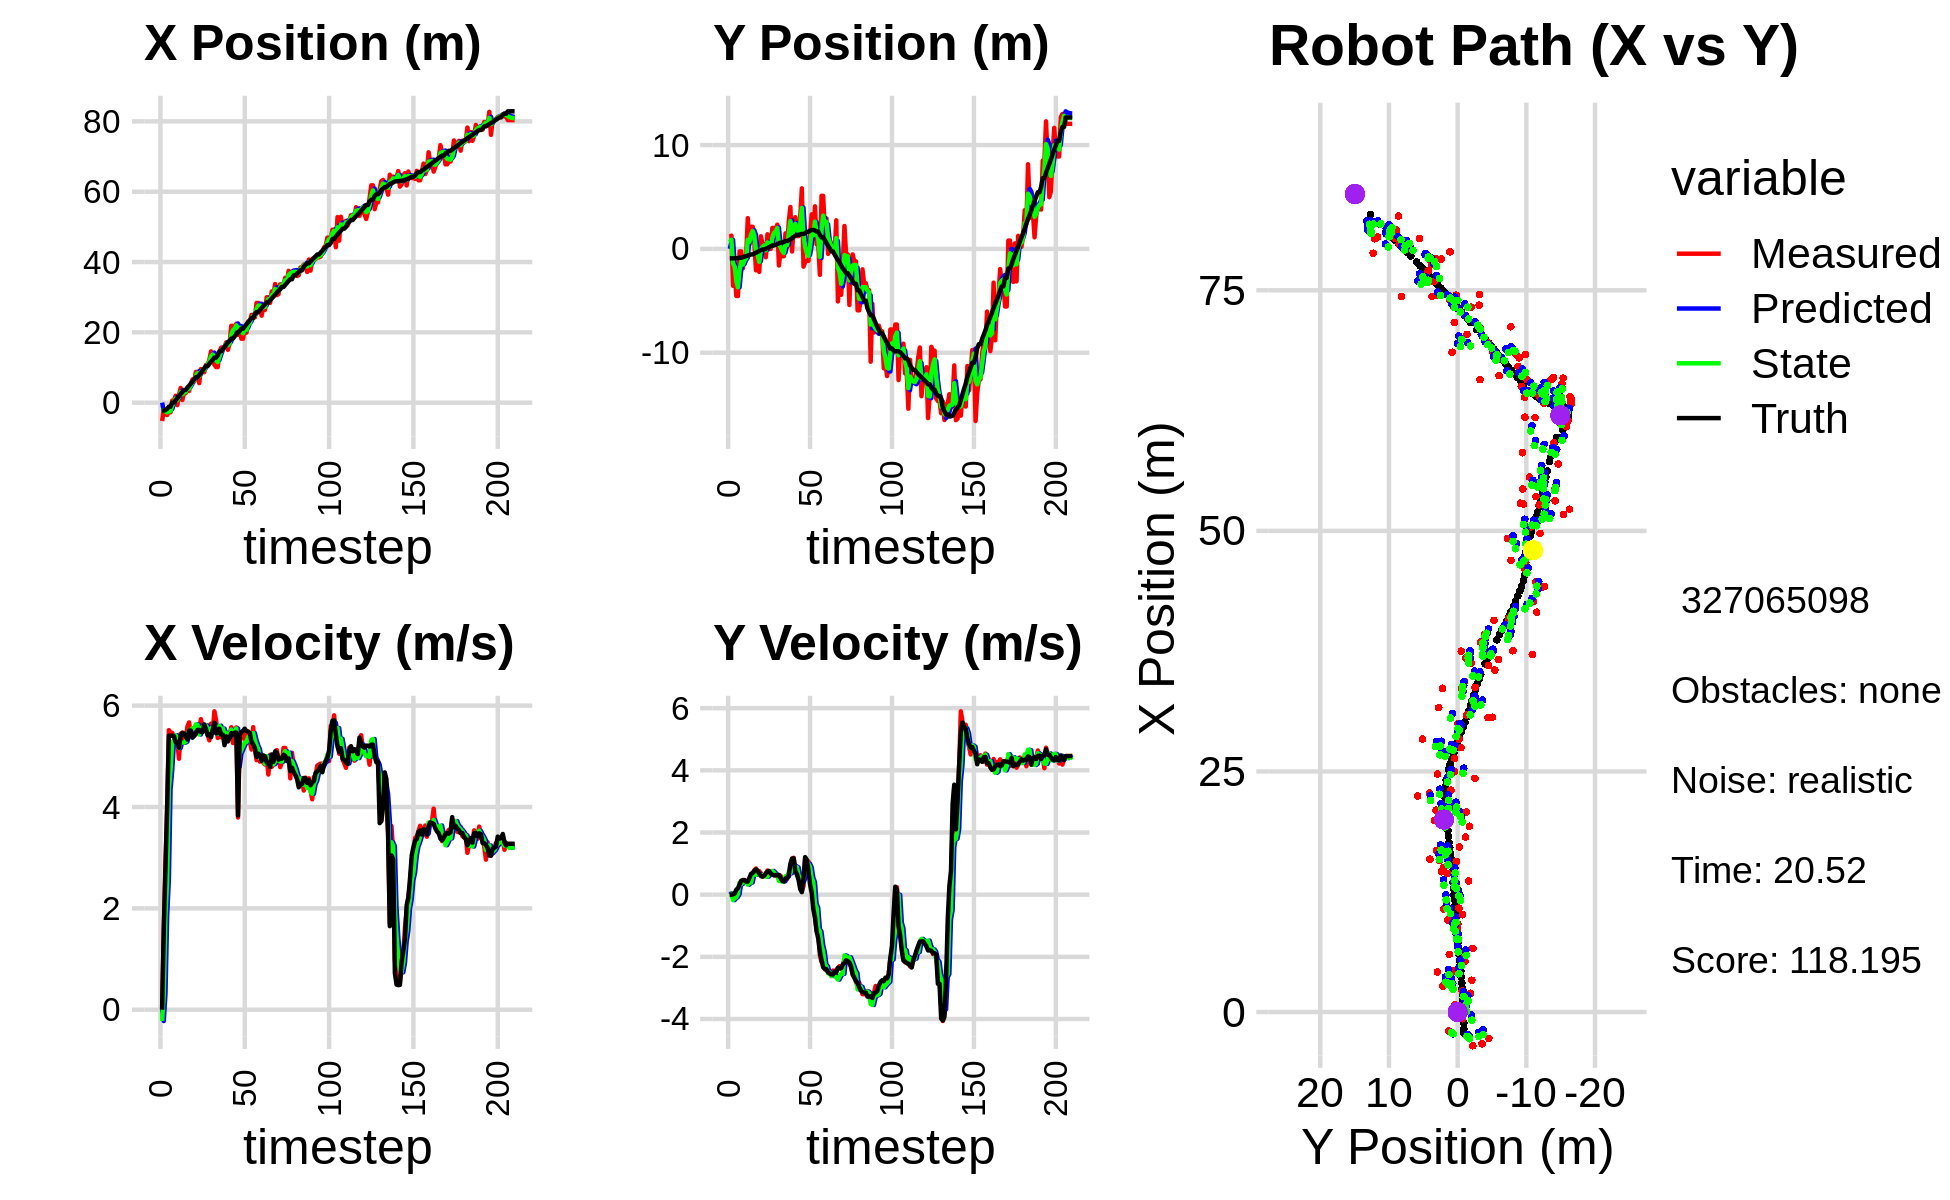 X Position (m)
80
60
40
20
0
0
50
100
150
200
timestep
Y Position (m)
10
0
-10
0
50
100
150
200
timestep
X Velocity (m/s)
6
4
2
0
0
50
100
150
200
timestep
Y Velocity (m/s)
6
4
2
0
-2
-4
0
50
100
150
200
timestep
Robot Path (X vs Y)
X Position (m)
75
50
25
0
20
10
0
-10
-20
Y Position (m)
variable
Measured
Predicted
State
Truth
327065098
Obstacles: none
Noise: realistic
Time: 20.52
Score: 118.195